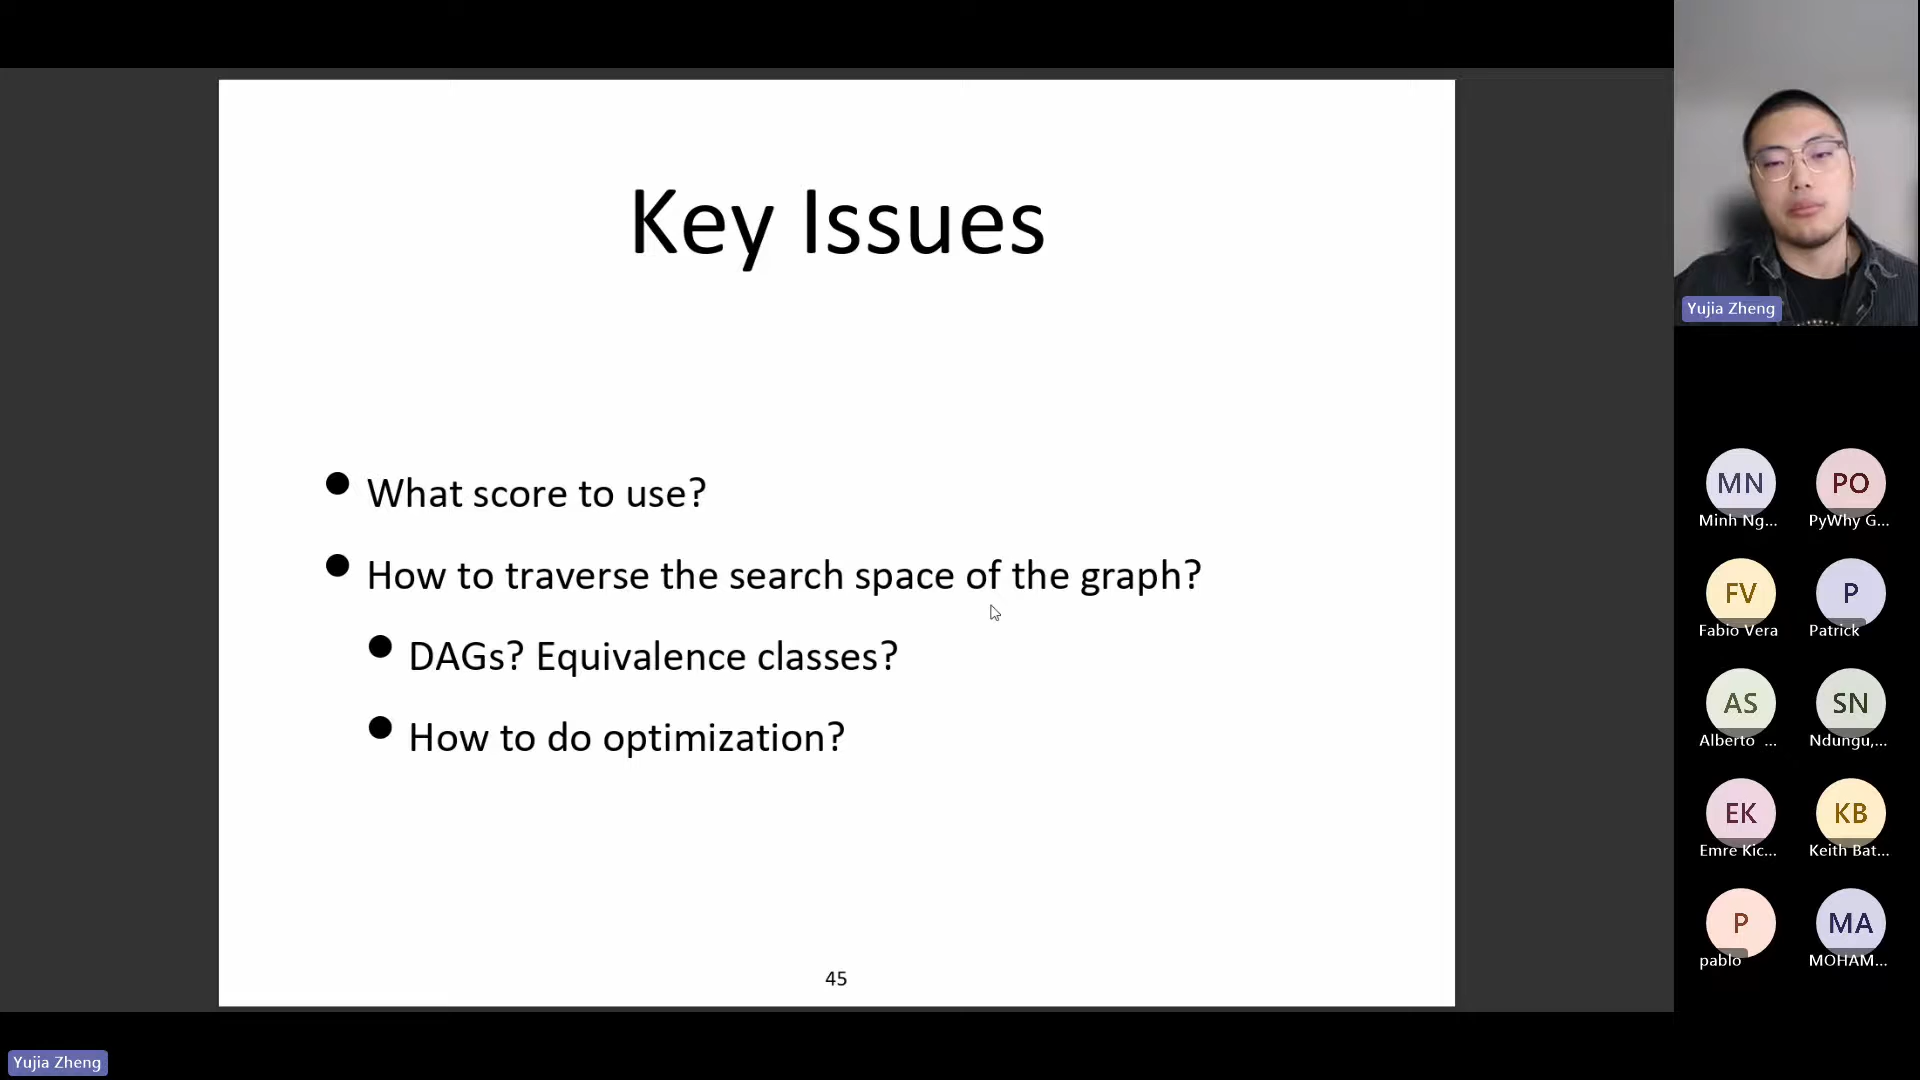 Key Issues
What score to use?
How to traverse the search space of the graph?
DAGs? Equivalence classes?
How to do optimization?
45
Yujia Zheng
MN
Minh Ng...
PO
PyWhy G...
FV
Fabio Vera
P
Patrick
AS
Alberto ...
SN
Ndungu,...
EK
Emre Kic...
KB
Keith Bat...
P
pablo
MA
MOHAM...
Yujia Zheng